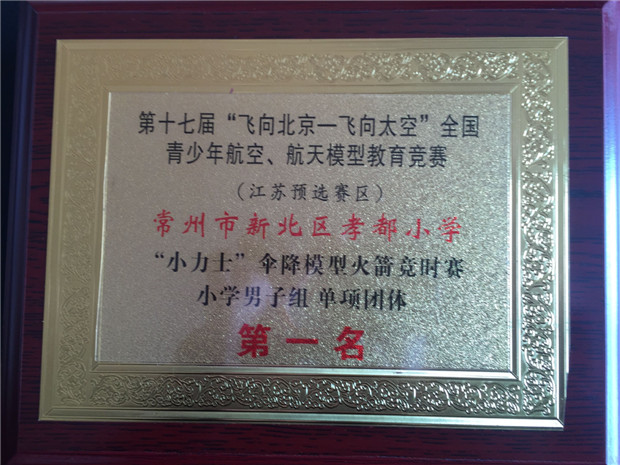 第十七届“飞向北京—飞向太空”全国
青少年航空、航天模型教育竞赛
（江苏预选赛区）
常州市新北区孝都小学
“小力士”伞降模型火箭竞时赛
小学男子组 单项团体
第一名